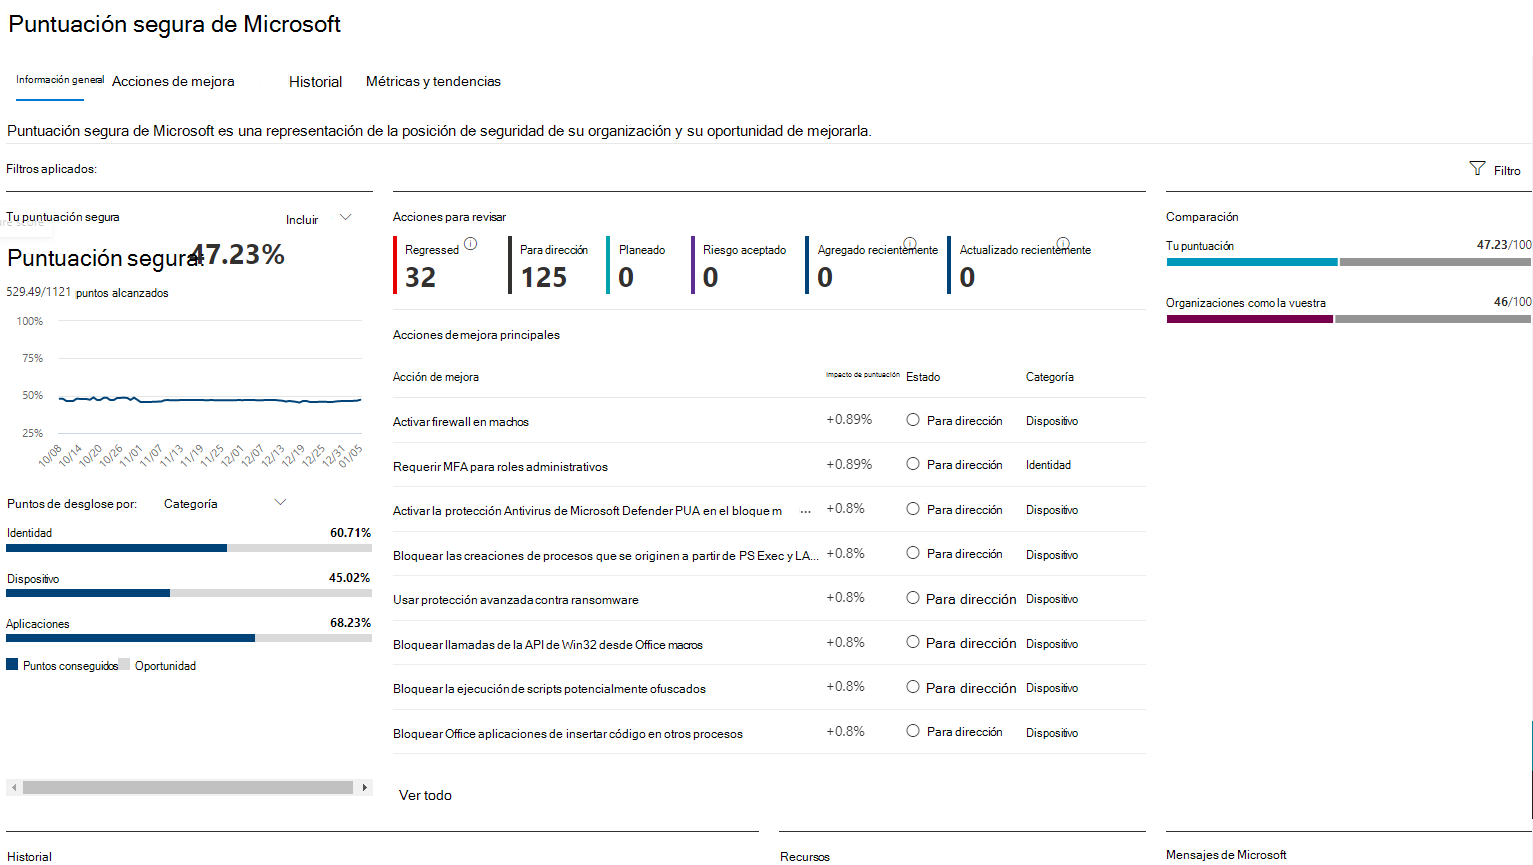 Puntuación segura de Microsoft
Información general Acciones de mejora Historial Métricas y tendencias
Puntuación segura de Microsoft es una representación de la posición de seguridad de su organización y su oportunidad de mejorarla.
Filtros aplicados:
Filtro
Tu puntuación segura
Incluir
Puntuación segura: 47.23%
529.49/1121 puntos alcanzados
100%
75%
50%
25%
10/08 10/14 10/20 10/26 11/01 11/07 11/13 11/19 11/25 12/01 12/07 12/13 12/19 12/25 12/31 01/05
Puntos de desglose por: Categoría
Identidad 60.71%
Dispositivo 45.02%
Aplicaciones 68.23%
Puntos conseguidos Oportunidad
Acciones para revisar
Regressed Para dirección Planeado Riesgo aceptado Agregado recientemente Actualizado recientemente
32 125 0 0 0 0
Acciones de mejora principales
Acción de mejora Impacto de puntuación Estado Categoría
Activar firewall en machos +0.89% Para dirección Dispositivo
Requerir MFA para roles administrativos +0.89% Para dirección Identidad
Activar la protección Antivirus de Microsoft Defender PUA en el bloque m ... +0.8% Para dirección Dispositivo
Bloquear las creaciones de procesos que se originen a partir de PS Exec y LA... +0.8% Para dirección Dispositivo
Usar protección avanzada contra ransomware +0.8% Para dirección Dispositivo
Bloquear llamadas de la API de Win32 desde Office macros +0.8% Para dirección Dispositivo
Bloquear la ejecución de scripts potencialmente ofuscados +0.8% Para dirección Dispositivo
Bloquear Office aplicaciones de insertar código en otros procesos +0.8% Para dirección Dispositivo
Ver todo
Comparación
Tu puntuación 47.23/100
Organizaciones como la vuestra 46/100
Historial
Recursos
Mensajes de Microsoft